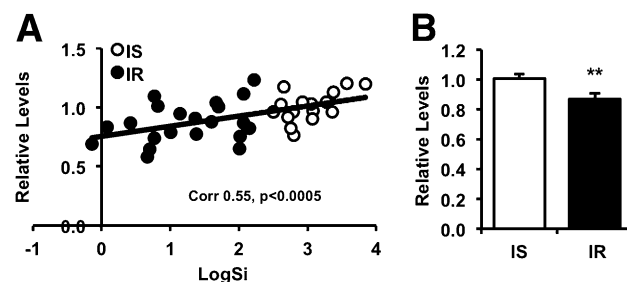 A
Relative Levels
1.5
1.0
0.5
0.0
IS
IR
Corr 0.55, p<0.0005
-1 0 1 2 3 4
LogSi
B
Relative Levels
1.2
1.0
0.8
0.6
0.4
0.2
0.0
**
IS IR